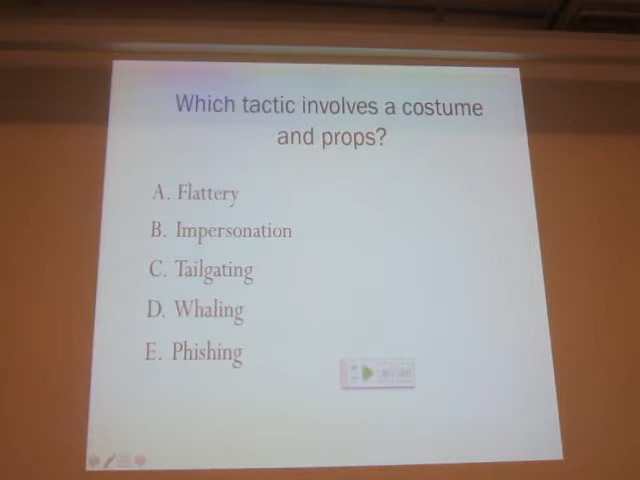 Which tactic involves a costume
and props?
A. Flattery
B. Impersonation
C. Tailgating
D. Whaling
E. Phishing